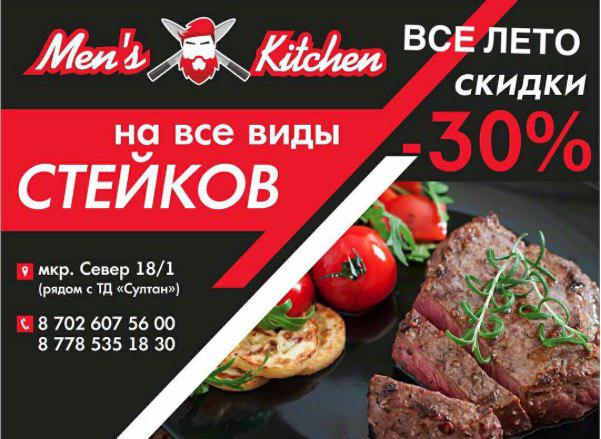 Men's Kitchen
ВСЕ ЛЕТО
СКИДКИ
-30%
на все виды
СТЕЙКОВ
мкр. Север 18/1
(рядом с ТД «Султан»)
8 702 607 56 00
8 778 535 18 30